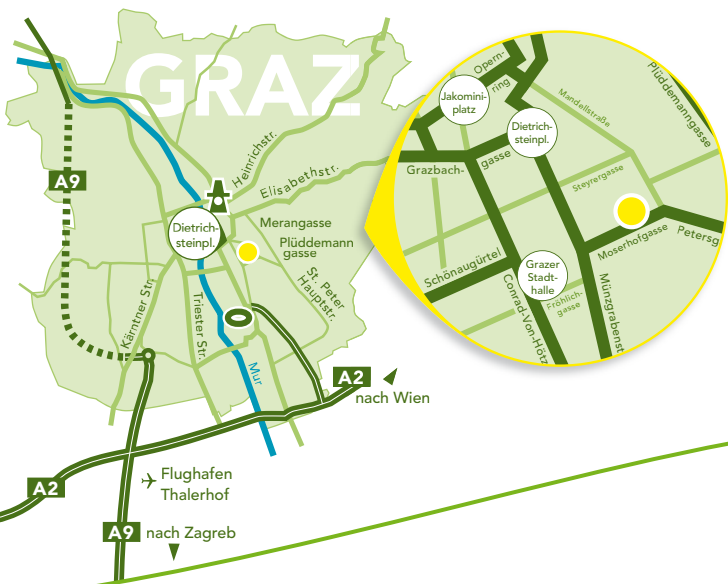 GRAZ
A9
Heinrichstr.
Elisabethstr.
Dietrich-
steinpl.
Merangasse
Plüddemann
gasse
St. Peter
Hauptstr.
Kärntner Str.
Triester Str.
Mur
A2
nach Wien
A2
Flughafen
Thalerhof
A9
nach Zagreb
Opern-
ring
Jakomini-
platz
Mandellstraße
Plüddemanngasse
Dietrich-
steinpl.
Grazbach-
gasse
Steyrergasse
Moserhofgasse
Petersg
Schönaugürtel
Grazer
Stadt-
halle
Fröhlich-
gasse
Conrad-Von-Hötz
Münzgrabenst